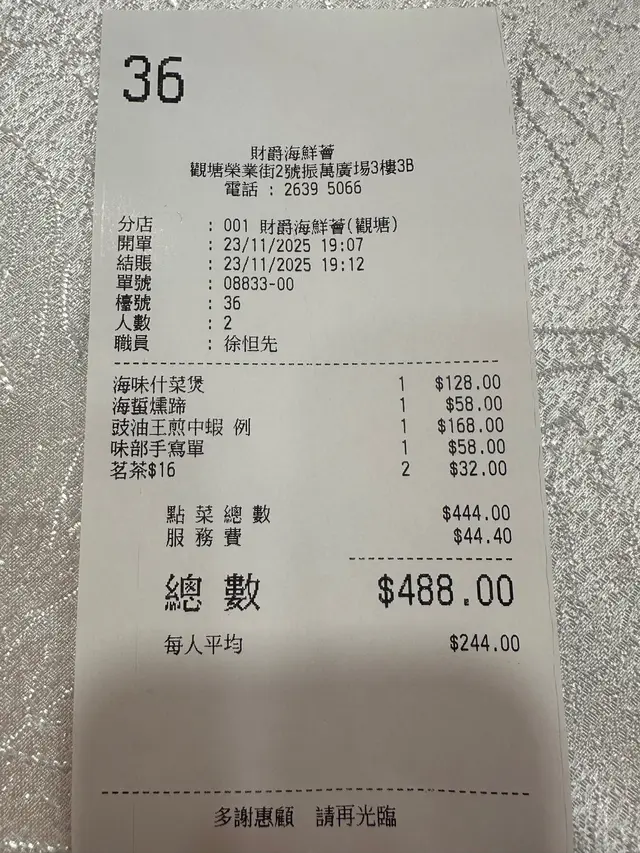 36
財爵海鮮薈
觀塘榮業街2號振萬廣場3樓3B
電話 : 2639 5066
分店 : 001 財爵海鮮薈(觀塘)
開單 : 23/11/2025 19:07
結賬 : 23/11/2025 19:12
單號 : 08833-00
檯號 : 36
人數 : 2
職員 : 徐怛先
海味什菜煲 1 $128.00
海蜇燻蹄 1 $58.00
豉油王煎中蝦 例 1 $168.00
味部手寫單 1 $58.00
茗茶$16 2 $32.00
點菜總數 $444.00
服務費 $44.40
總數 $488.00
每人平均 $244.00
多謝惠顧 請再光臨